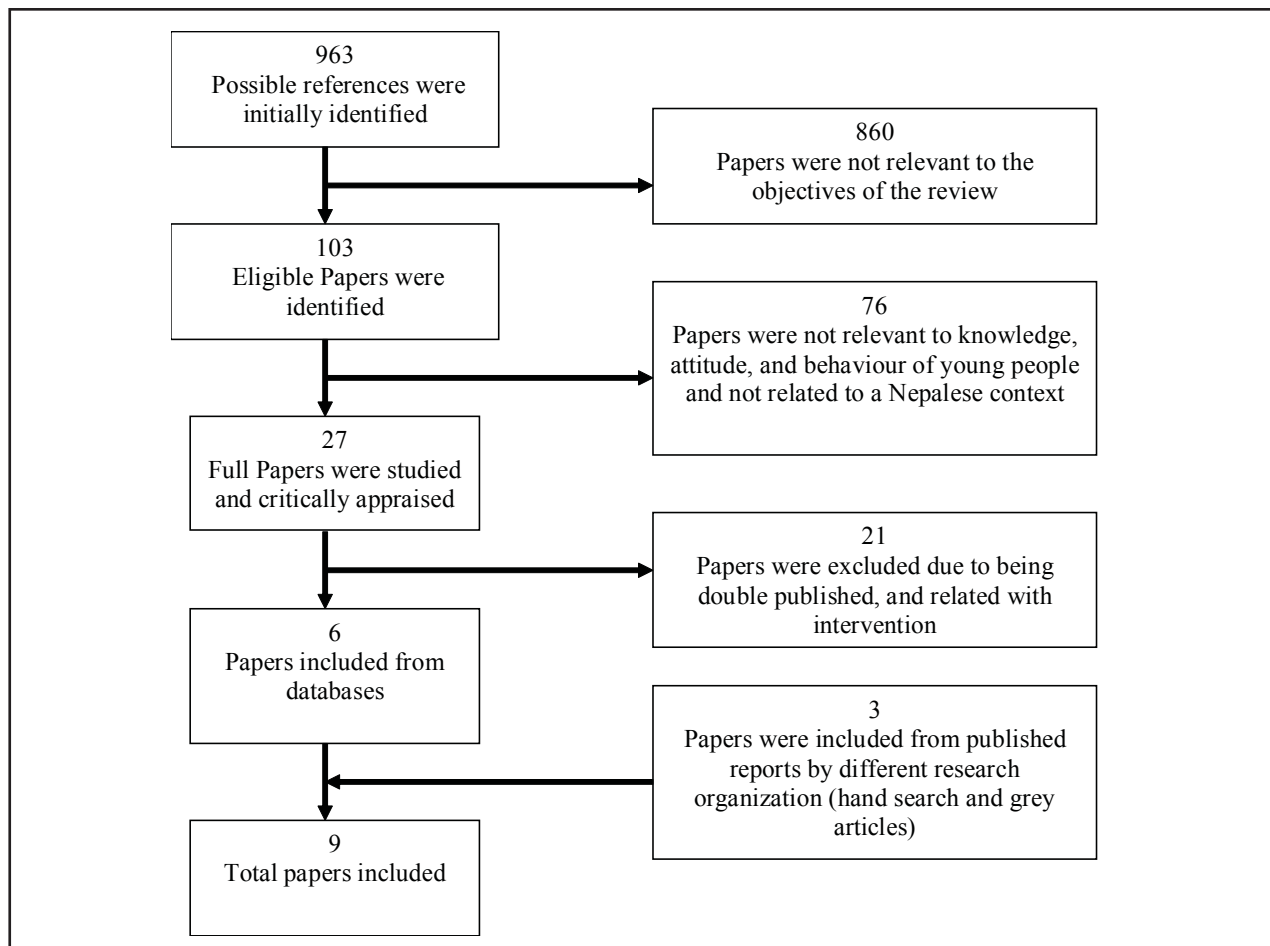 963
Possible references were
initially identified
860
Papers were not relevant to the
objectives of the review
103
Eligible Papers were
identified
76
Papers were not relevant to knowledge,
attitude, and behaviour of young people
and not related to a Nepalese context
27
Full Papers were studied
and critically appraised
21
Papers were excluded due to being
double published, and related with
intervention
6
Papers included from
databases
3
Papers were included from published
reports by different research
organization (hand search and grey
articles)
9
Total papers included